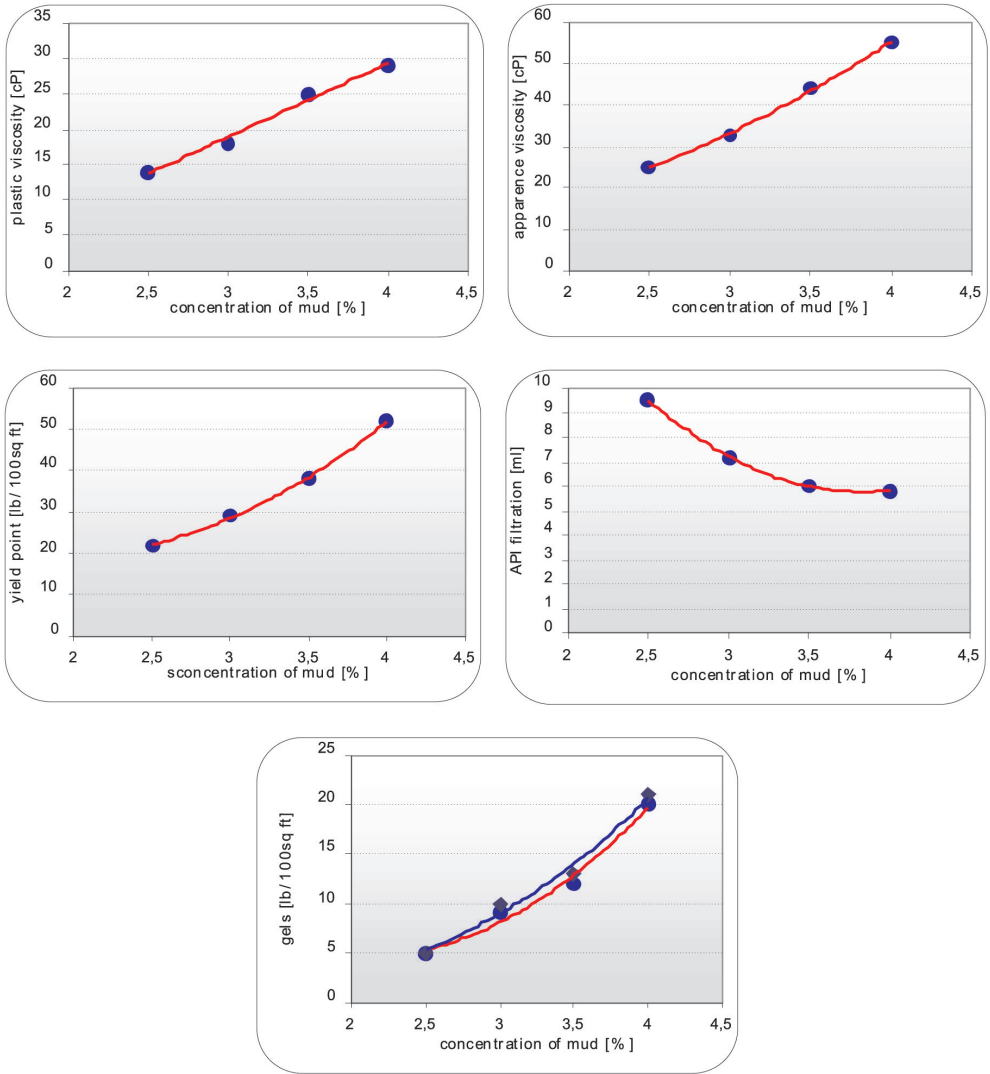 plastic viscosity [cP]
35
30
25
20
15
10
5
0
2 2,5 3 3,5 4 4,5
concentration of mud [%]
apparence viscosity [cP]
60
50
40
30
20
10
0
2 2,5 3 3,5 4 4,5
concentration of mud [%]
yield point [lb/100sq ft]
60
50
40
30
20
10
0
2 2,5 3 3,5 4 4,5
sconcentration of mud [%]
API filtration [ml]
10
9
8
7
6
5
4
3
2
1
0
2 2,5 3 3,5 4 4,5
concentration of mud [%]
gels [lb/100sq ft]
25
20
15
10
5
0
2 2,5 3 3,5 4 4,5
concentration of mud [%]